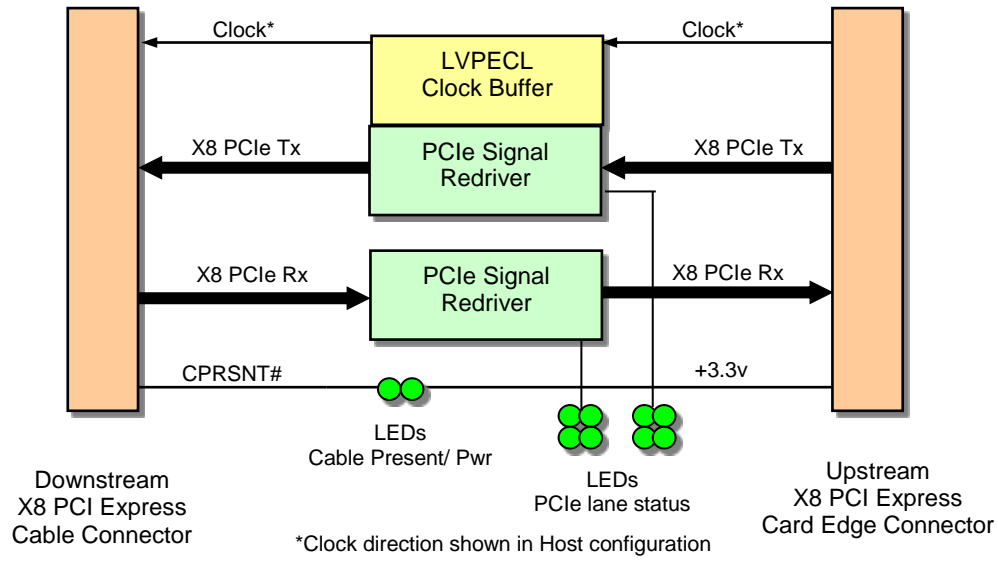 Clock*
Clock*
LVPECL
Clock Buffer
X8 PCIe Tx
PCIe Signal
Redriver
X8 PCIe Tx
X8 PCIe Rx
PCIe Signal
Redriver
X8 PCIe Rx
CPRSNT#
+3.3v
LEDs
Cable Present/ Pwr
LEDs
PCIe lane status
Downstream
X8 PCI Express
Cable Connector
Upstream
X8 PCI Express
Card Edge Connector
*Clock direction shown in Host configuration